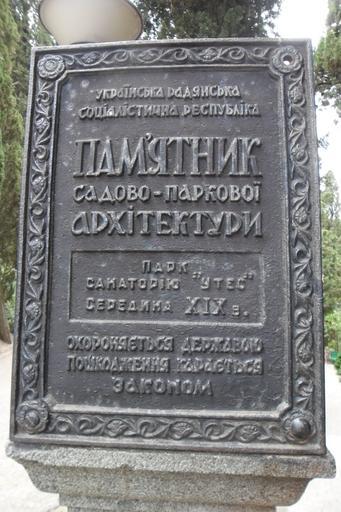 УКРАЇНСЬКА РАДЯНСЬКА
СОЦІАЛІСТИЧНА РЕСПУБЛІКА
ПАМ'ЯТНИК
САДОВО-ПАРКОВОЇ
АРХІТЕКТУРИ
ПАРК
САНАТОРІЮ "УТЕС"
СЕРЕДИНА XIX В.
ОХОРОНЯЄТЬСЯ ДЕРЖАВОЮ
ПОШКОДЖЕННЯ КАРАЄТЬСЯ
ЗАКОНОМ